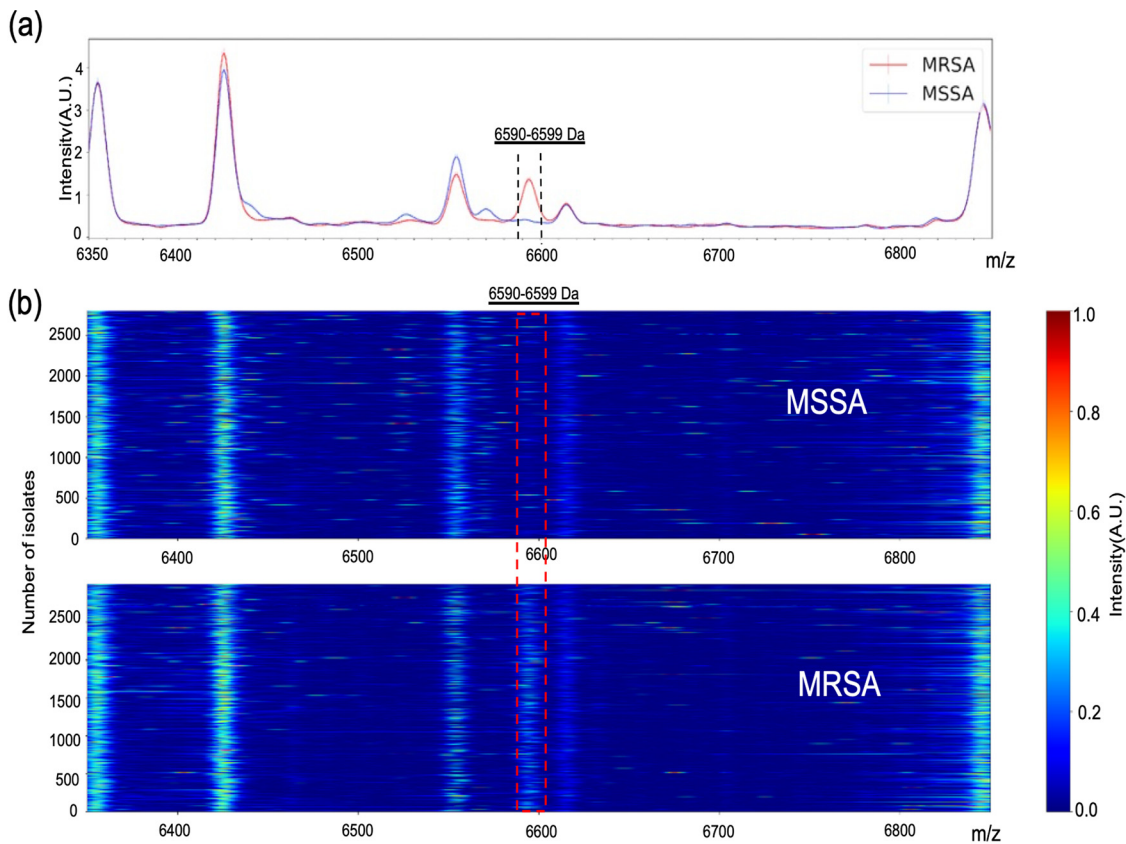 (a)
Intensity(A.U.)
4
3
2
1
0
MRSA
MSSA
6590-6599 Da
6350 6400 6500 6600 6700 6800 m/z
(b)
6590-6599 Da
Number of isolates
2500
2000
1500
1000
500
0
MSSA
6400 6500 6600 6700 6800
2500
2000
1500
1000
500
0
MRSA
6400 6500 6600 6700 6800 m/z
1.0
0.8
0.6
0.4
0.2
0.0
Intensity(A.U.)